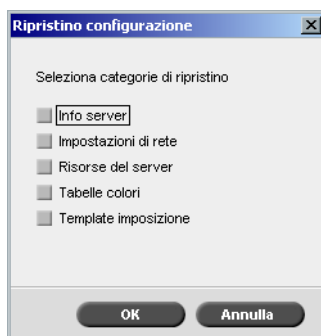 Ripristino configurazione
Seleziona categorie di ripristino
Info server
Impostazioni di rete
Risorse del server
Tabelle colori
Template imposizione
OK Annulla